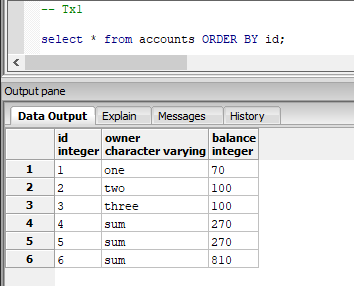 -- Tx1
select * from accounts ORDER BY id;
Output pane
Data Output Explain Messages History
id owner balance
integer character varying integer
1 1 one 70
2 2 two 100
3 3 three 100
4 4 sum 270
5 5 sum 270
6 6 sum 810